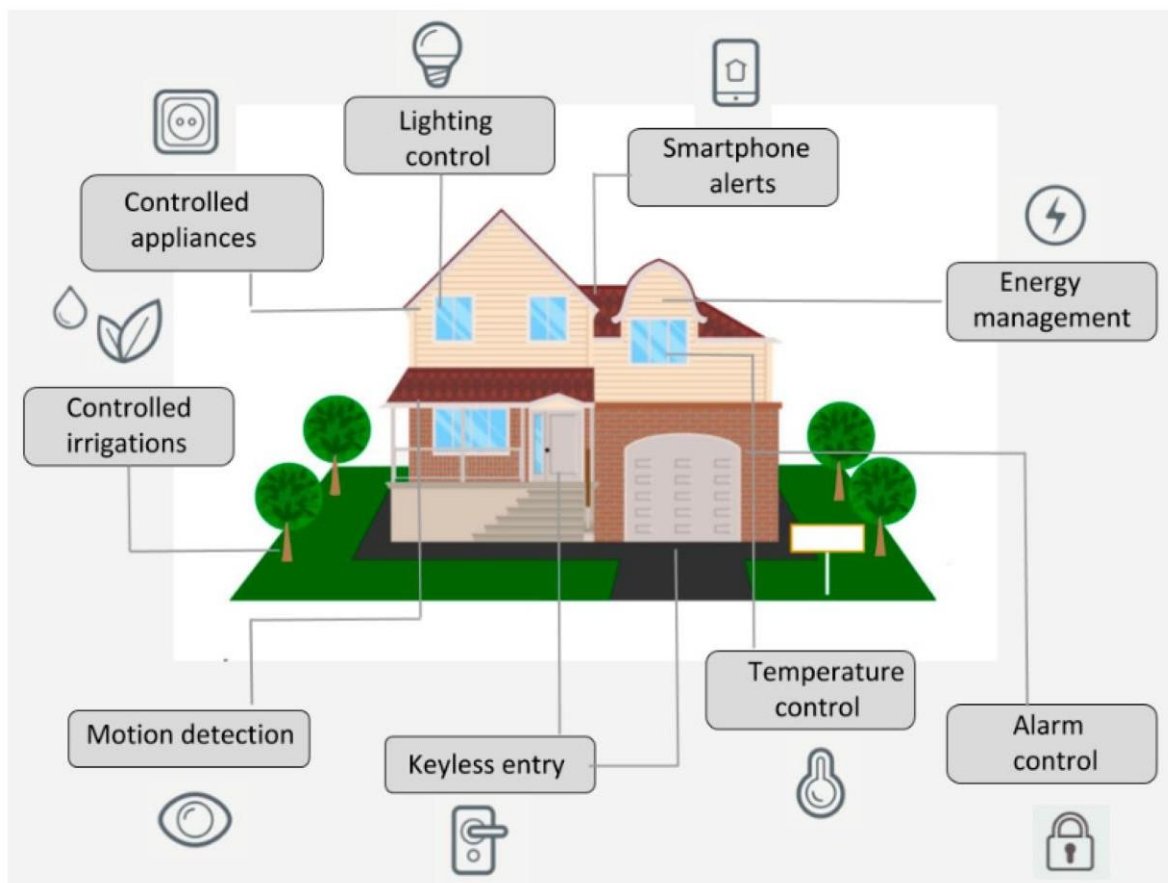 Lighting
control
Smartphone
alerts
Controlled
appliances
Energy
management
Controlled
irrigations
Temperature
control
Motion detection
Keyless entry
Alarm
control